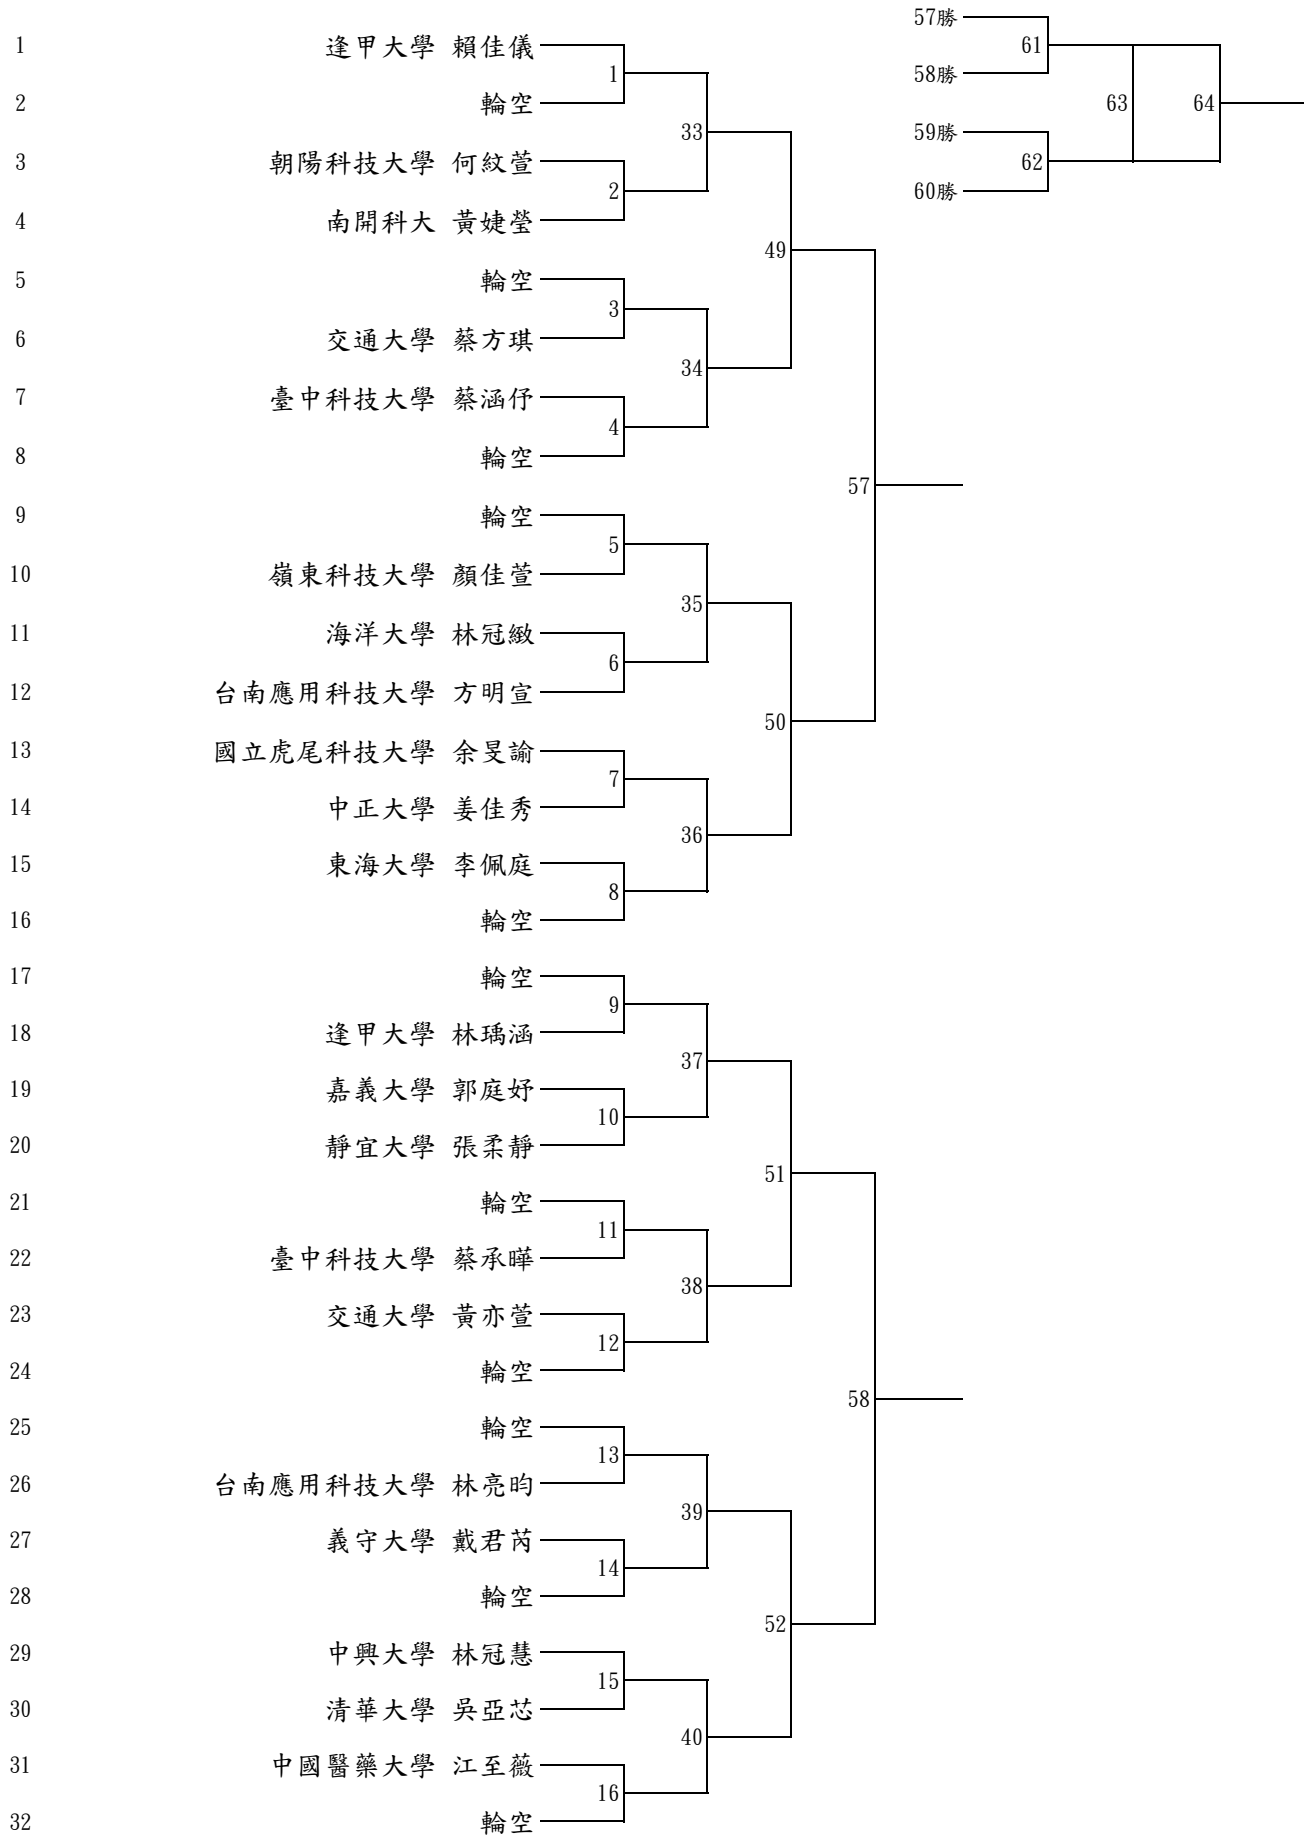 57勝
1 逢甲大學 賴佳儀
61
1
58勝
2 輪空
63 64
33
59勝
3 朝陽科技大學 何紋萱
62
2
60勝
4 南開科大 黃婕瑩
49
5 輪空
3
6 交通大學 蔡方琪
34
7 臺中科技大學 蔡涵伃
4
8 輪空
57
9 輪空
5
10 嶺東科技大學 顏佳萱
35
11 海洋大學 林冠緻
6
12 台南應用科技大學 方明宣
50
13 國立虎尾科技大學 余旻諭
7
14 中正大學 姜佳秀
36
15 東海大學 李佩庭
8
16 輪空
17 輪空
9
18 逢甲大學 林瑀涵
37
19 嘉義大學 郭庭妤
10
20 靜宜大學 張柔靜
51
21 輪空
11
22 臺中科技大學 蔡承曄
38
23 交通大學 黃亦萱
12
24 輪空
58
25 輪空
13
26 台南應用科技大學 林亮昀
39
27 義守大學 戴君芮
14
28 輪空
52
29 中興大學 林冠慧
15
30 清華大學 吳亞芯
40
31 中國醫藥大學 江至薇
16
32 輪空